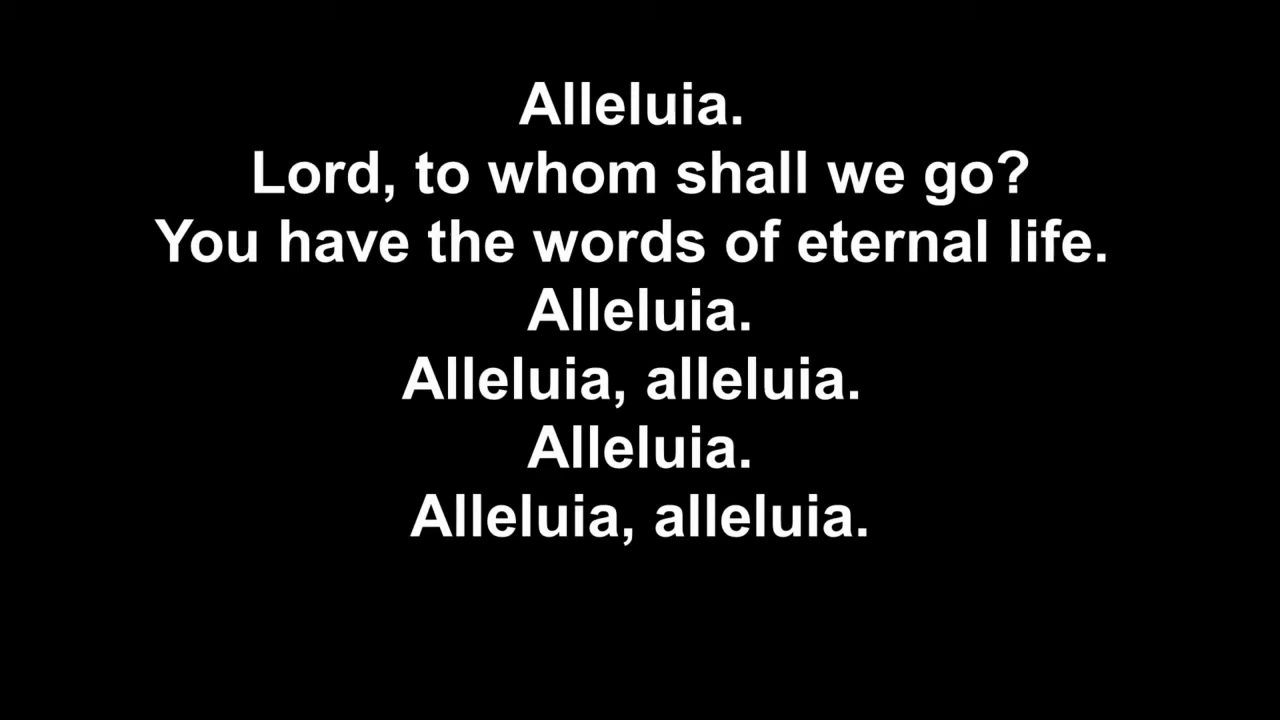 Alleluia.
Lord, to whom shall we go?
You have the words of eternal life.
Alleluia.
Alleluia, alleluia.
Alleluia.
Alleluia, alleluia.